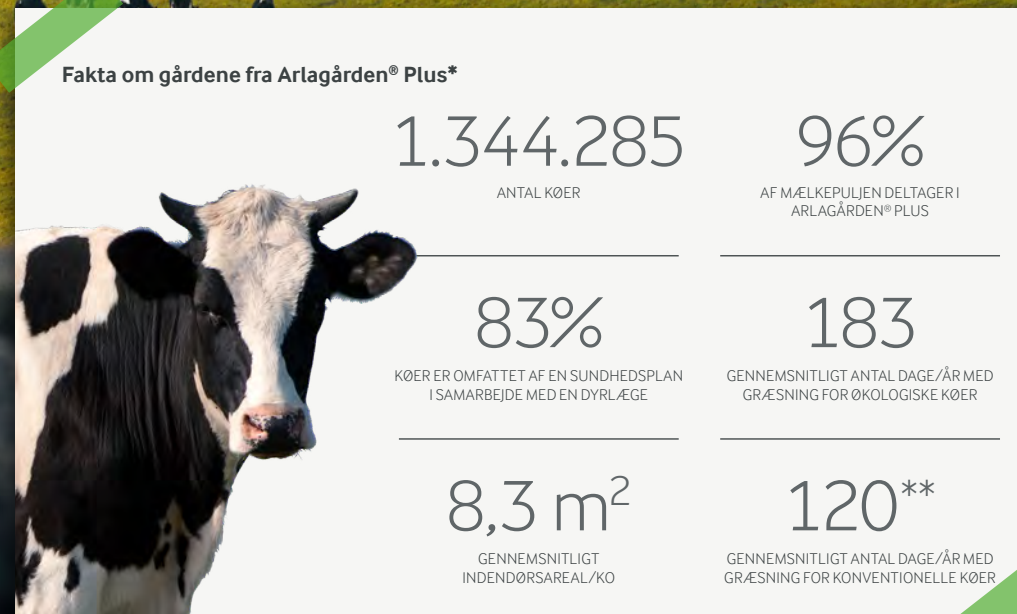 Fakta om gårdene fra Arlagården® Plus*
1.344.285
ANTAL KØER
96%
AF MÆLKEPULJEN DELTAGER I
ARLAGÅRDEN® PLUS
83%
KØER ER OMFATTET AF EN SUNDHEDSPLAN
I SAMARBEJDE MED EN DYRLÆGE
183
GENNEMSNITLIGT ANTAL DAGE/ÅR MED
GRÆSNING FOR ØKOLOGISKE KØER
8,3 m²
GENNEMSNITLIGT
INDENDØRSAREAL/KO
120**
GENNEMSNITLIGT ANTAL DAGE/ÅR MED
GRÆSNING FOR KONVENTIONELLE KØER